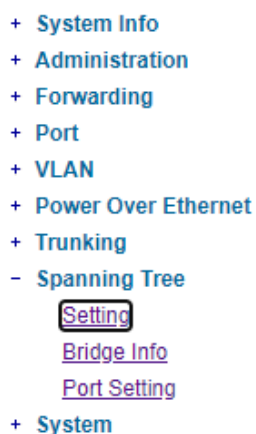 + System Info
+ Administration
+ Forwarding
+ Port
+ VLAN
+ Power Over Ethernet
+ Trunking
− Spanning Tree
Setting
Bridge Info
Port Setting
+ System